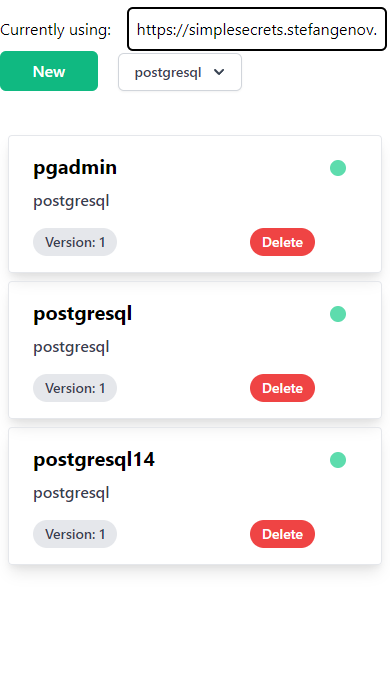 Currently using: https://simplesecrets.stefangenov.
New postgresql
pgadmin
postgresql
Version: 1 Delete
postgresql
postgresql
Version: 1 Delete
postgresql14
postgresql
Version: 1 Delete